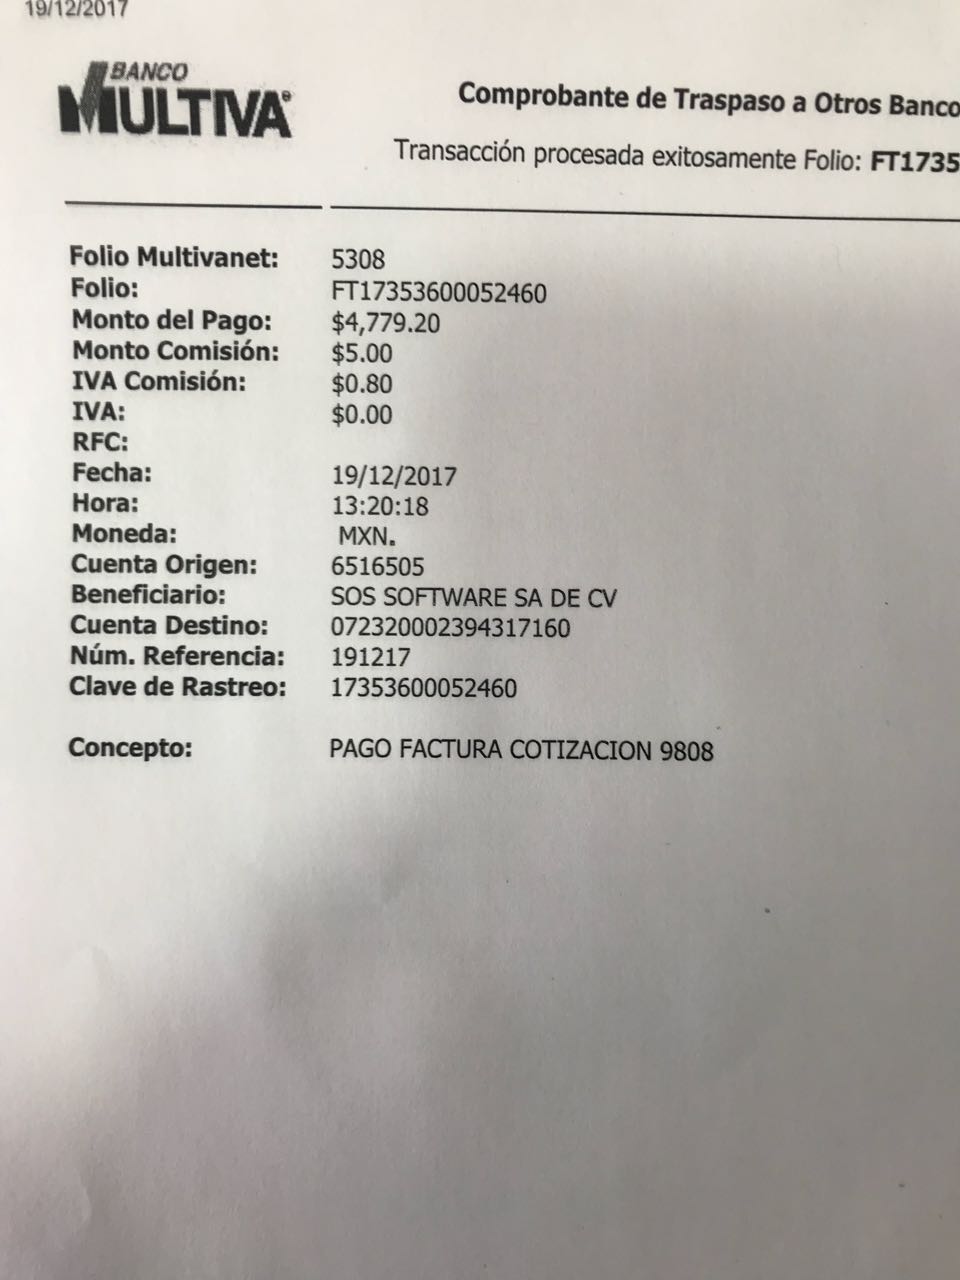 19/12/2017
BANCO
MULTIVA®
Comprobante de Traspaso a Otros Banco
Transacción procesada exitosamente Folio: FT1735
Folio Multivanet: 5308
Folio: FT17353600052460
Monto del Pago: $4,779.20
Monto Comisión: $5.00
IVA Comisión: $0.80
IVA: $0.00
RFC:
Fecha: 19/12/2017
Hora: 13:20:18
Moneda: MXN.
Cuenta Origen: 6516505
Beneficiario: SOS SOFTWARE SA DE CV
Cuenta Destino: 072320002394317160
Núm. Referencia: 191217
Clave de Rastreo: 17353600052460
Concepto: PAGO FACTURA COTIZACION 9808